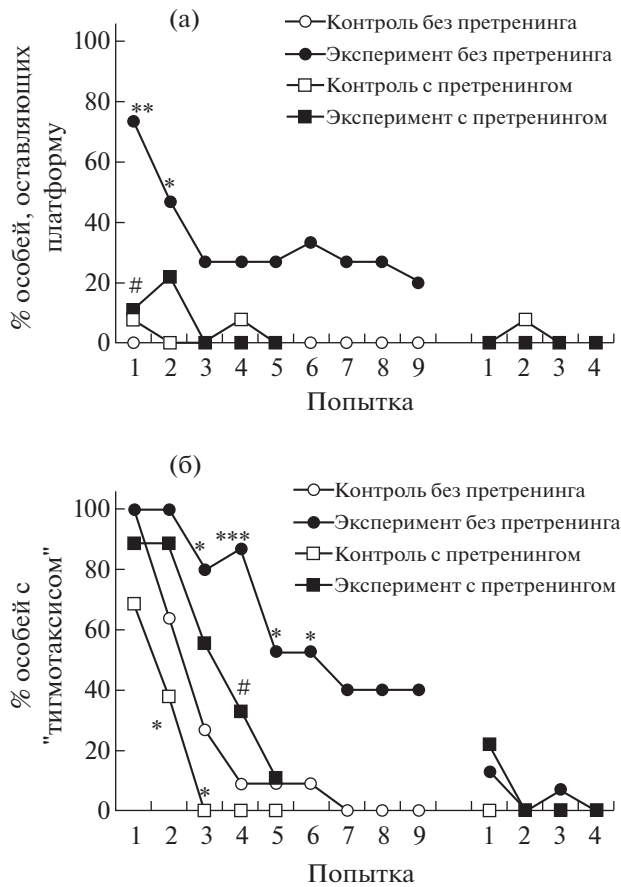 (а)
Контроль без претренинга
Эксперимент без претренинга
Контроль с претренингом
Эксперимент с претренингом
% особей, оставляющих
платформу
100
80
60
40
20
0
**
*
#
1 2 3 4 5 6 7 8 9 1 2 3 4
Попытка
(б)
Контроль без претренинга
Эксперимент без претренинга
Контроль с претренингом
Эксперимент с претренингом
% особей с
"тигмотаксисом"
100
80
60
40
20
0
* ***
* *
#
*
*
1 2 3 4 5 6 7 8 9 1 2 3 4
Попытка